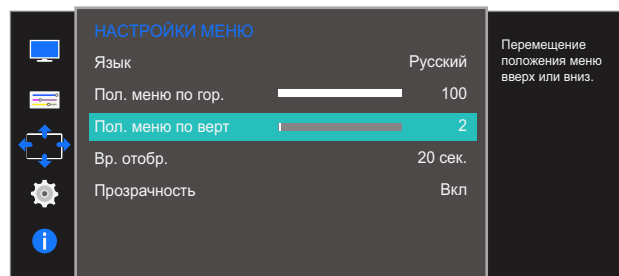 НАСТРОЙКИ МЕНЮ
Язык Русский
Пол. меню по гор. 100
Пол. меню по верт 2
Вр. отобр. 20 сек.
Прозрачность Вкл
Перемещение
положения меню
вверх или вниз.